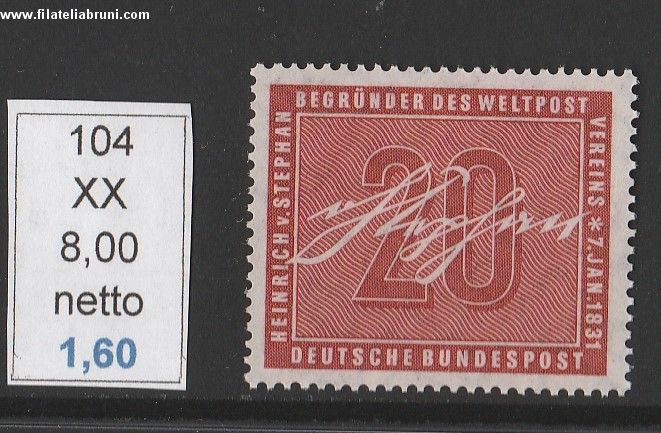 www.filateliabruni.com
104
XX
8,00
netto
1,60
HEINRICH v. STEPHAN
BEGRÜNDER DES WELTPOST
VEREINS * 7. JAN. 1831
20
DEUTSCHE BUNDESPOST